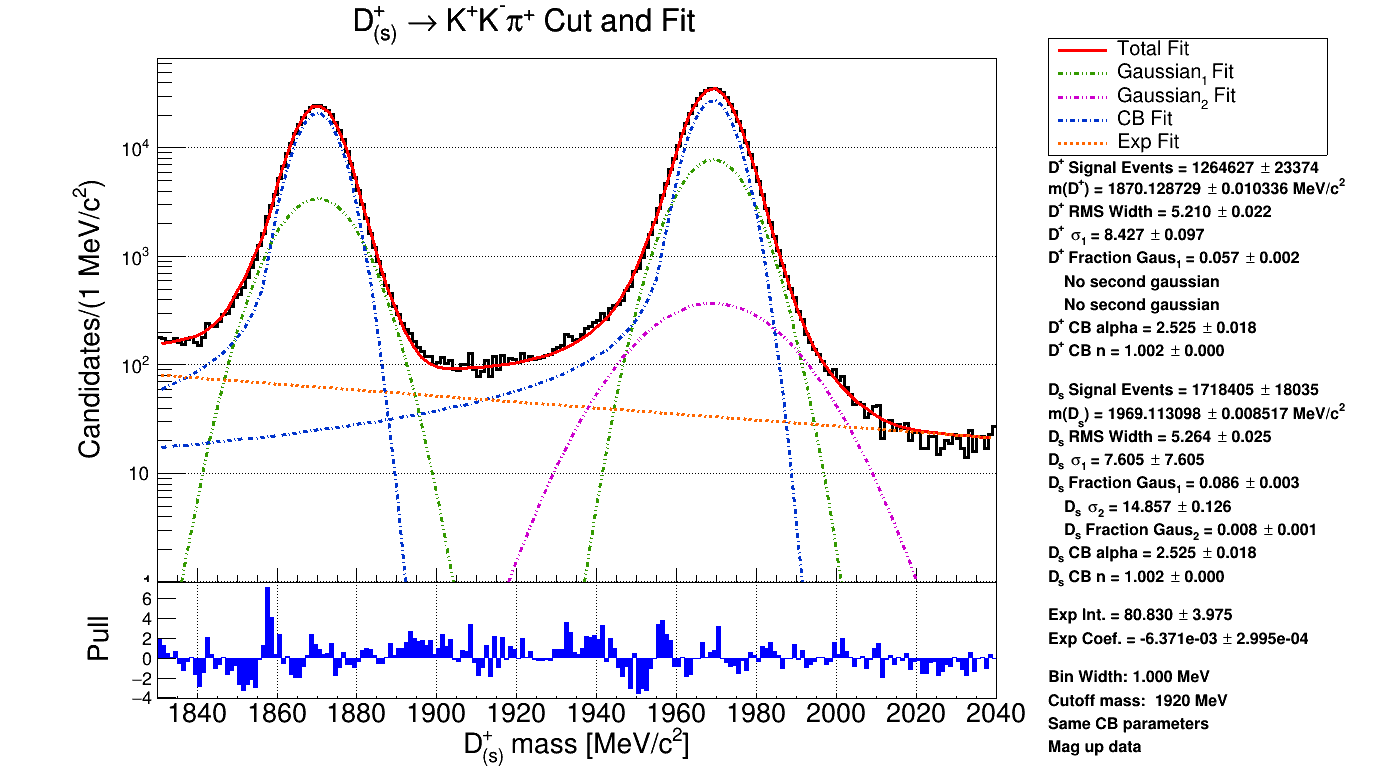 D⁺₍ₛ₎ → K⁺K⁻π⁺ Cut and Fit
Total Fit
Gaussian₁ Fit
Gaussian₂ Fit
CB Fit
Exp Fit
D⁺ Signal Events = 1264627 ± 23374
m(D⁺) = 1870.128729 ± 0.010336 MeV/c²
D⁺ RMS Width = 5.210 ± 0.022
D⁺ σ₁ = 8.427 ± 0.097
D⁺ Fraction Gaus₁ = 0.057 ± 0.002
No second gaussian
No second gaussian
D⁺ CB alpha = 2.525 ± 0.018
D⁺ CB n = 1.002 ± 0.000
Dₛ Signal Events = 1718405 ± 18035
m(Dₛ) = 1969.113098 ± 0.008517 MeV/c²
Dₛ RMS Width = 5.264 ± 0.025
Dₛ σ₁ = 7.605 ± 7.605
Dₛ Fraction Gaus₁ = 0.086 ± 0.003
Dₛ σ₂ = 14.857 ± 0.126
Dₛ Fraction Gaus₂ = 0.008 ± 0.001
Dₛ CB alpha = 2.525 ± 0.018
Dₛ CB n = 1.002 ± 0.000
Exp Int. = 80.830 ± 3.975
Exp Coef. = -6.371e-03 ± 2.995e-04
Bin Width: 1.000 MeV
Cutoff mass: 1920 MeV
Same CB parameters
Mag up data
Candidates/(1 MeV/c²)
10⁴
10³
10²
10
1
Pull
6
4
2
0
−2
−4
1840 1860 1880 1900 1920 1940 1960 1980 2000 2020 2040
D⁺₍ₛ₎ mass [MeV/c²]